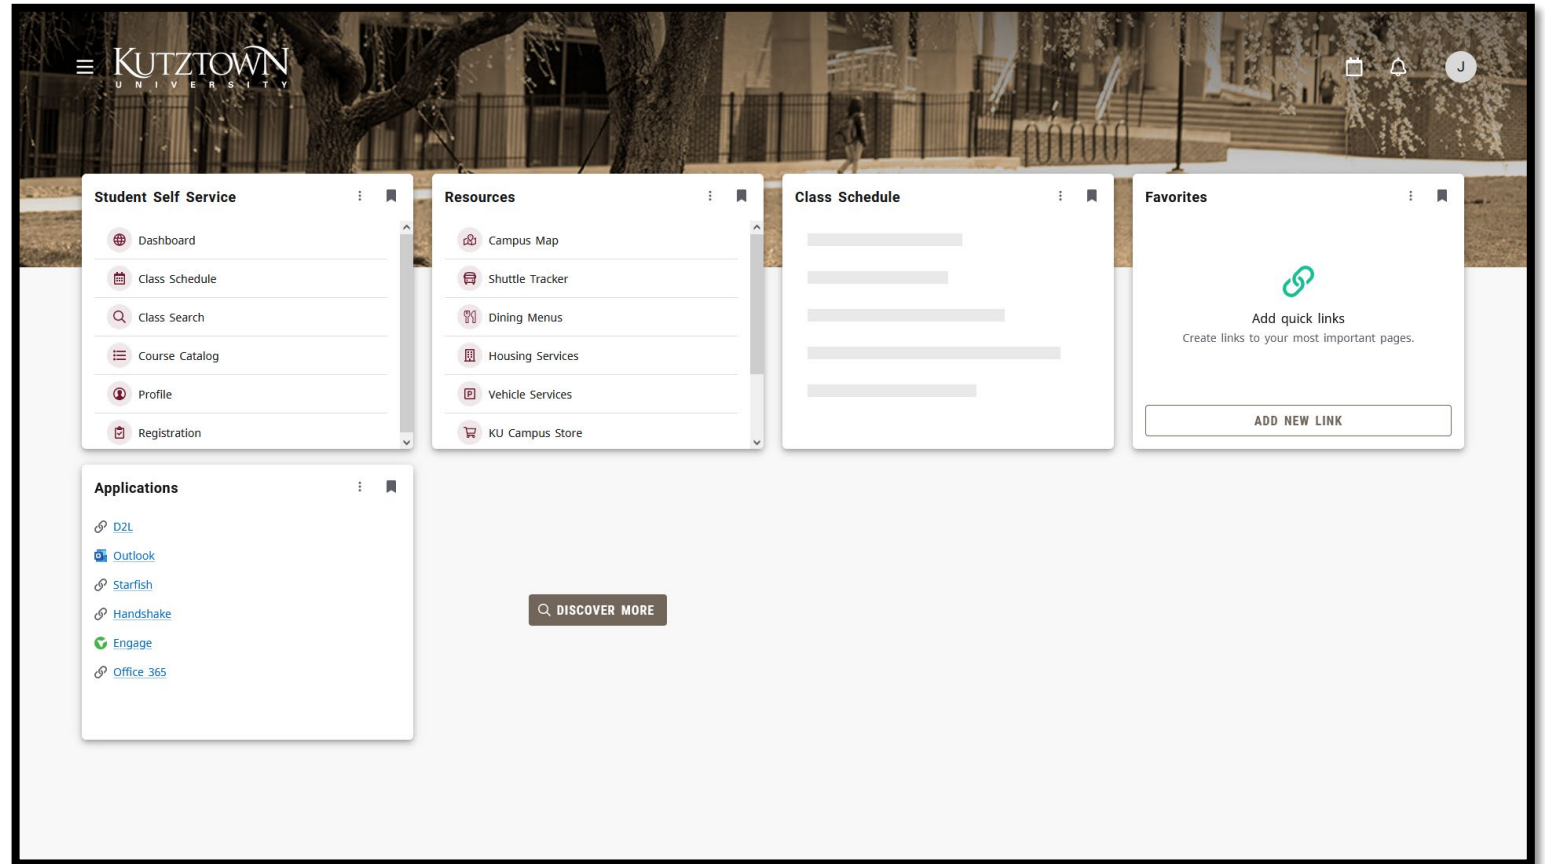 KUTZTOWN
UNIVERSITY
J
Student Self Service
Dashboard
Class Schedule
Class Search
Course Catalog
Profile
Registration
Resources
Campus Map
Shuttle Tracker
Dining Menus
Housing Services
Vehicle Services
KU Campus Store
Class Schedule
Favorites
Add quick links
Create links to your most important pages.
ADD NEW LINK
Applications
D2L
Outlook
Starfish
Handshake
Engage
Office 365
DISCOVER MORE